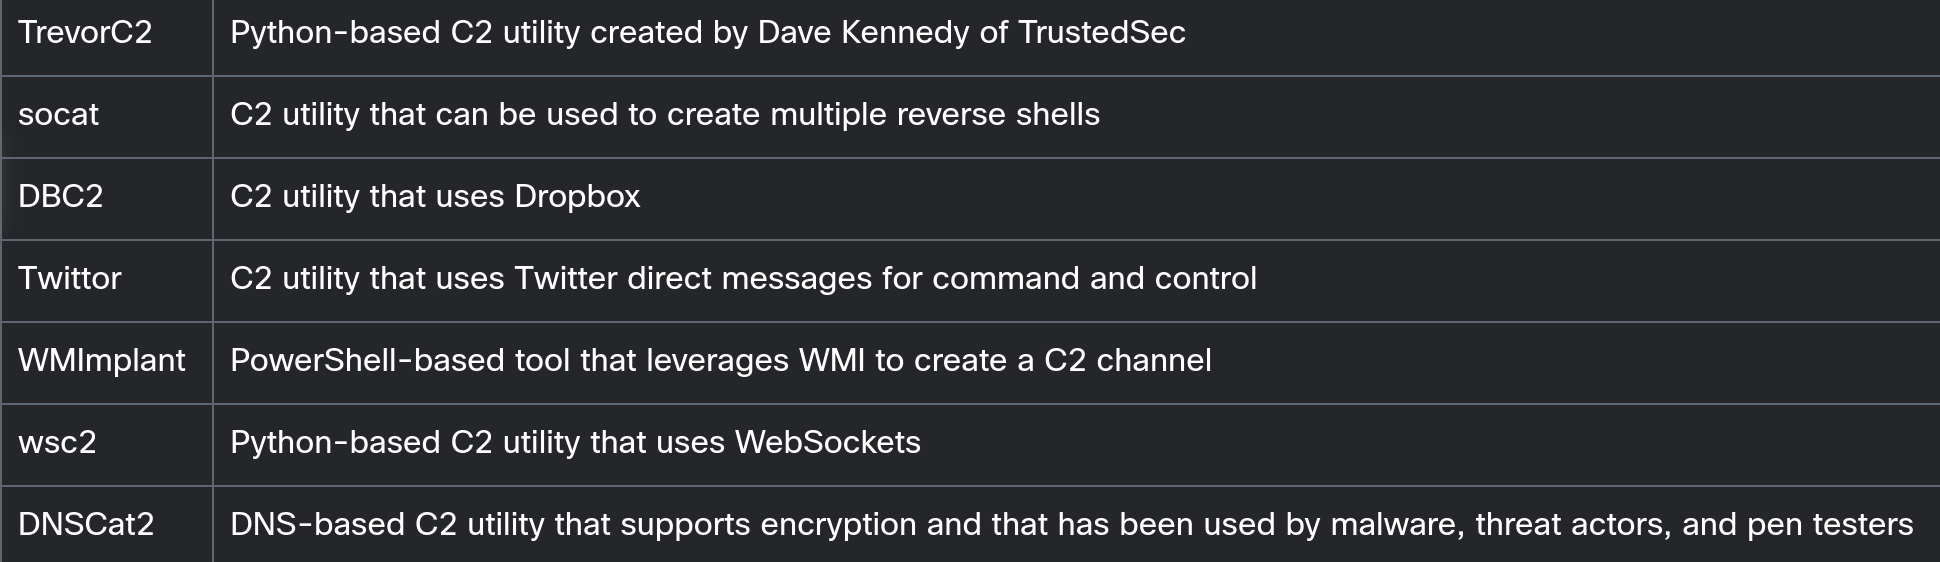 TrevorC2 Python-based C2 utility created by Dave Kennedy of TrustedSec
socat C2 utility that can be used to create multiple reverse shells
DBC2 C2 utility that uses Dropbox
Twittor C2 utility that uses Twitter direct messages for command and control
WMImplant PowerShell-based tool that leverages WMI to create a C2 channel
wsc2 Python-based C2 utility that uses WebSockets
DNSCat2 DNS-based C2 utility that supports encryption and that has been used by malware, threat actors, and pen testers